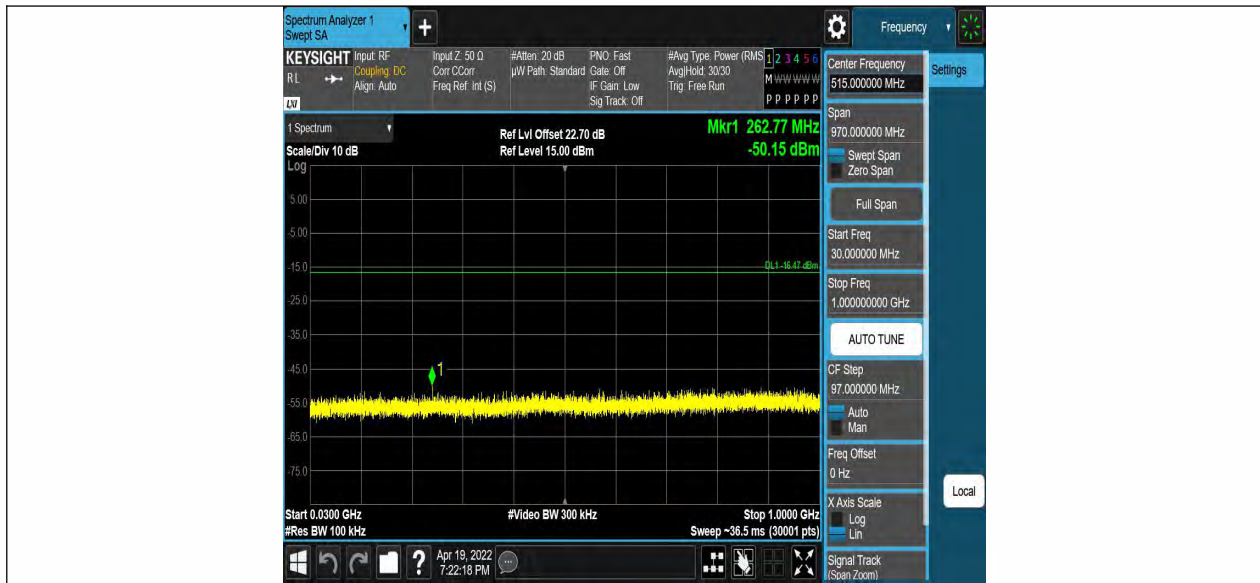 Spectrum Analyzer 1
Swept SA
+
Frequency
KEYSIGHT
RL
LXI
Input: RF
Coupling: DC
Align: Auto
Input Z: 50 Ω
Corr CCorr
Freq Ref: Int (S)
#Atten: 20 dB
µW Path: Standard
PNO: Fast
Gate: Off
IF Gain: Low
Sig Track: Off
#Avg Type: Power (RMS
Avg|Hold: 30/30
Trig: Free Run
1 2 3 4 5 6
M W W W W W
P P P P P P
1 Spectrum
Scale/Div 10 dB
Ref Lvl Offset 22.70 dB
Ref Level 15.00 dBm
Mkr1 262.77 MHz
-50.15 dBm
Log
5.00
-5.00
-15.0
DL1 -16.47 dBm
-25.0
-35.0
-45.0
1
-55.0
-65.0
-75.0
Start 0.0300 GHz
#Res BW 100 kHz
#Video BW 300 kHz
Stop 1.0000 GHz
Sweep ~36.5 ms (30001 pts)
Center Frequency
515.000000 MHz
Settings
Span
970.000000 MHz
Swept Span
Zero Span
Full Span
Start Freq
30.000000 MHz
Stop Freq
1.000000000 GHz
AUTO TUNE
CF Step
97.000000 MHz
Auto
Man
Freq Offset
0 Hz
X Axis Scale
Log
Lin
Signal Track
(Span Zoom)
Local
?
Apr 19, 2022
7:22:18 PM